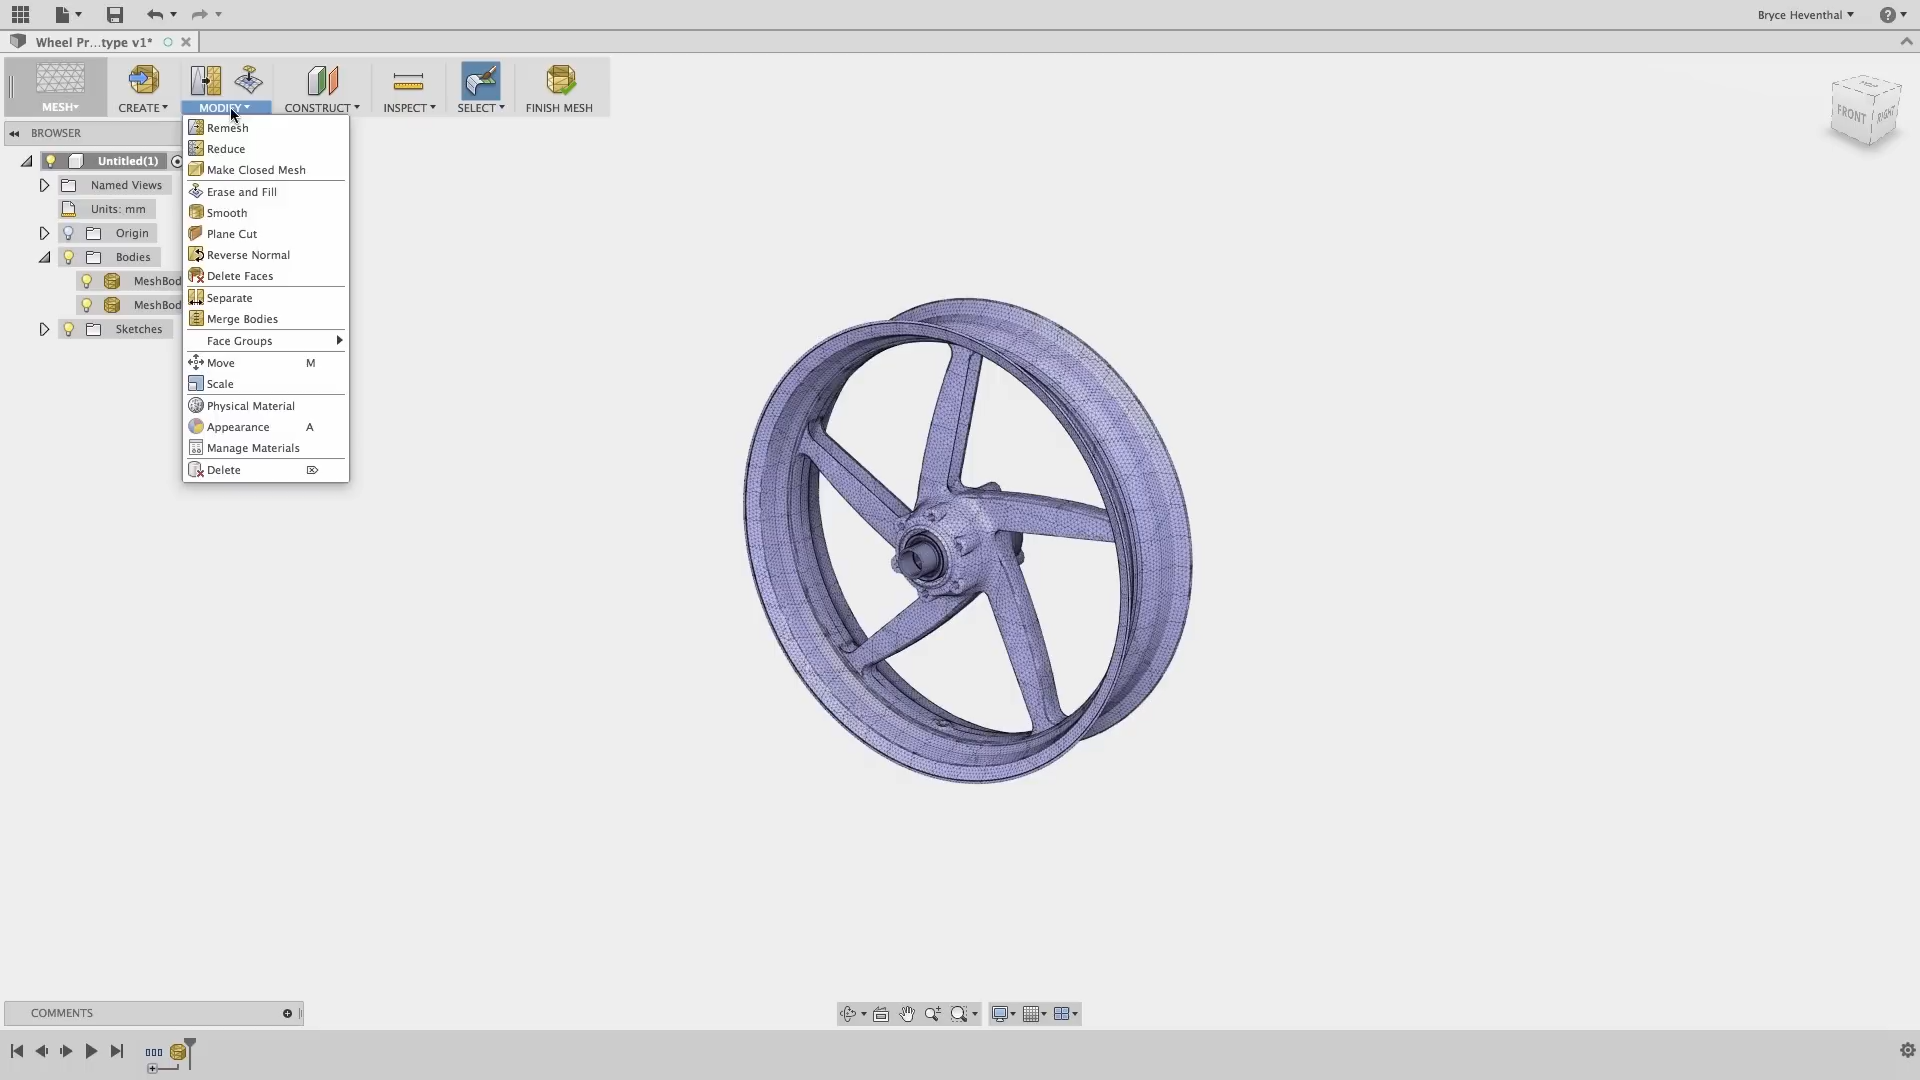 Bryce Heventhal
Wheel Pr...type v1*
MESH
CREATE
MODIFY
CONSTRUCT
INSPECT
SELECT
FINISH MESH
BROWSER
Untitled(1)
Named Views
Units: mm
Origin
Bodies
MeshBod
MeshBod
Sketches
Remesh
Reduce
Make Closed Mesh
Erase and Fill
Smooth
Plane Cut
Reverse Normal
Delete Faces
Separate
Merge Bodies
Face Groups
Move M
Scale
Physical Material
Appearance A
Manage Materials
Delete
FRONT
RIGHT
COMMENTS